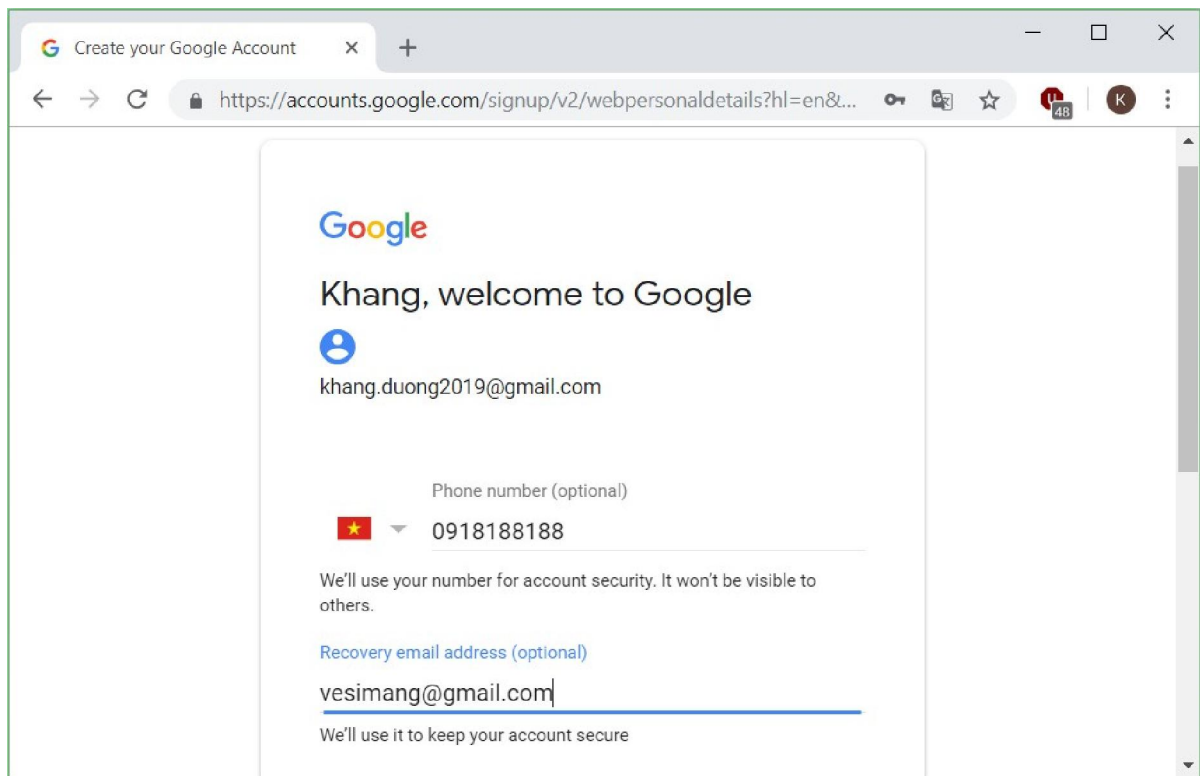 Create your Google Account
https://accounts.google.com/signup/v2/webpersonaldetails?hl=en&...
48
K
Google
Khang, welcome to Google
khang.duong2019@gmail.com
Phone number (optional)
0918188188
We'll use your number for account security. It won't be visible to
others.
Recovery email address (optional)
vesimang@gmail.com
We'll use it to keep your account secure